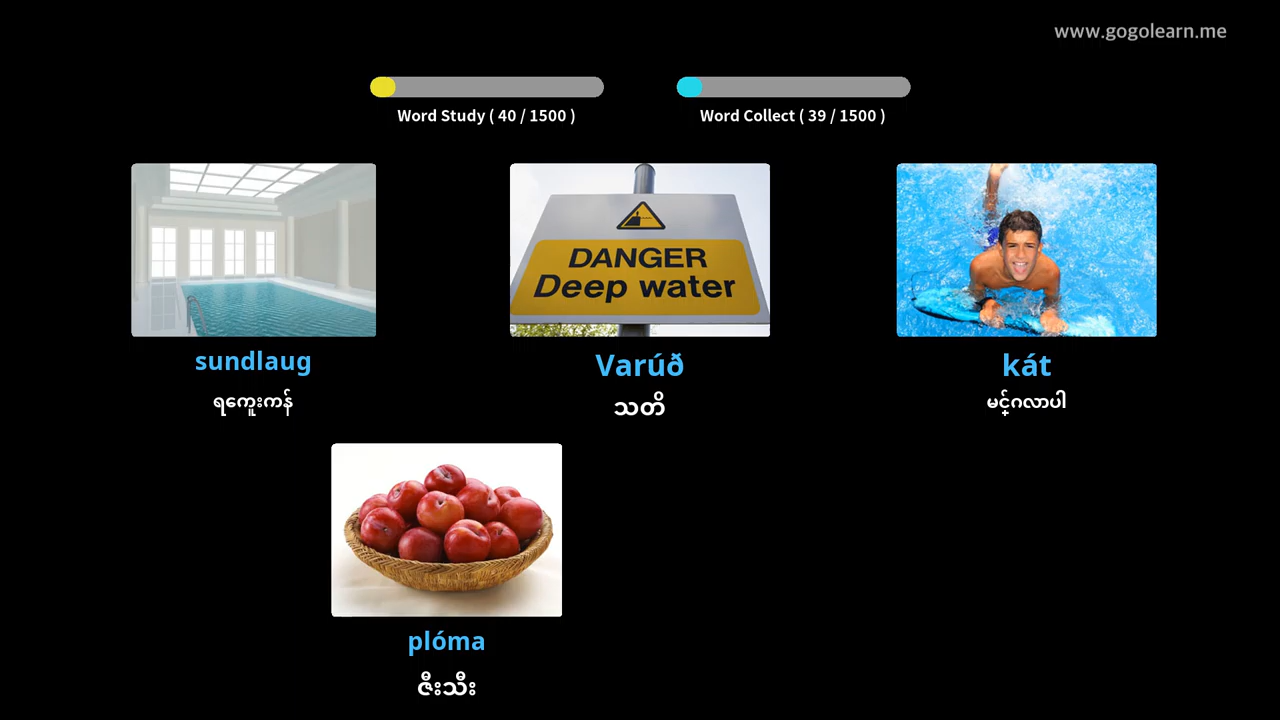 www.gogolearn.me
Word Study ( 40 / 1500 )
Word Collect ( 39 / 1500 )
DANGER
Deep water
sundlaug
ရေကူးကန်
Varúð
သတိ
kát
မင်္ဂလာပါ
plóma
ဇီးသီး